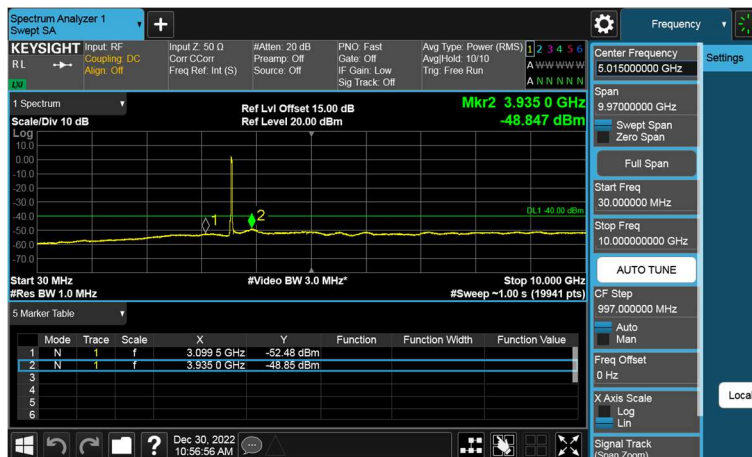 Spectrum Analyzer 1
Swept SA
Frequency
KEYSIGHT
RL
LXI
Input: RF
Coupling: DC
Align: Off
Input Z: 50 Ω
Corr CCorr
Freq Ref: Int (S)
#Atten: 20 dB
Preamp: Off
Source: Off
PNO: Fast
Gate: Off
IF Gain: Low
Sig Track: Off
Avg Type: Power (RMS)
Avg|Hold: 10/10
Trig: Free Run
1 2 3 4 5 6
A W W W W W
A N N N N N
1 Spectrum
Scale/Div 10 dB
Ref Lvl Offset 15.00 dB
Ref Level 20.00 dBm
Mkr2 3.935 0 GHz
-48.847 dBm
Log
10.0
0.00
-10.0
-20.0
-30.0
-40.0
-50.0
-60.0
-70.0
1
2
DL1 -40.00 dBm
Start 30 MHz
#Res BW 1.0 MHz
#Video BW 3.0 MHz*
Stop 10.000 GHz
#Sweep ~1.00 s (19941 pts)
5 Marker Table
Mode Trace Scale X Y Function Function Width Function Value
1 N 1 f 3.099 5 GHz -52.48 dBm
2 N 1 f 3.935 0 GHz -48.85 dBm
3
4
5
6
Dec 30, 2022
10:56:56 AM
Center Frequency
5.015000000 GHz
Settings
Span
9.97000000 GHz
Swept Span
Zero Span
Full Span
Start Freq
30.000000 MHz
Stop Freq
10.000000000 GHz
AUTO TUNE
CF Step
997.000000 MHz
Auto
Man
Freq Offset
0 Hz
X Axis Scale
Log
Lin
Local
Signal Track
(Span Zoom)